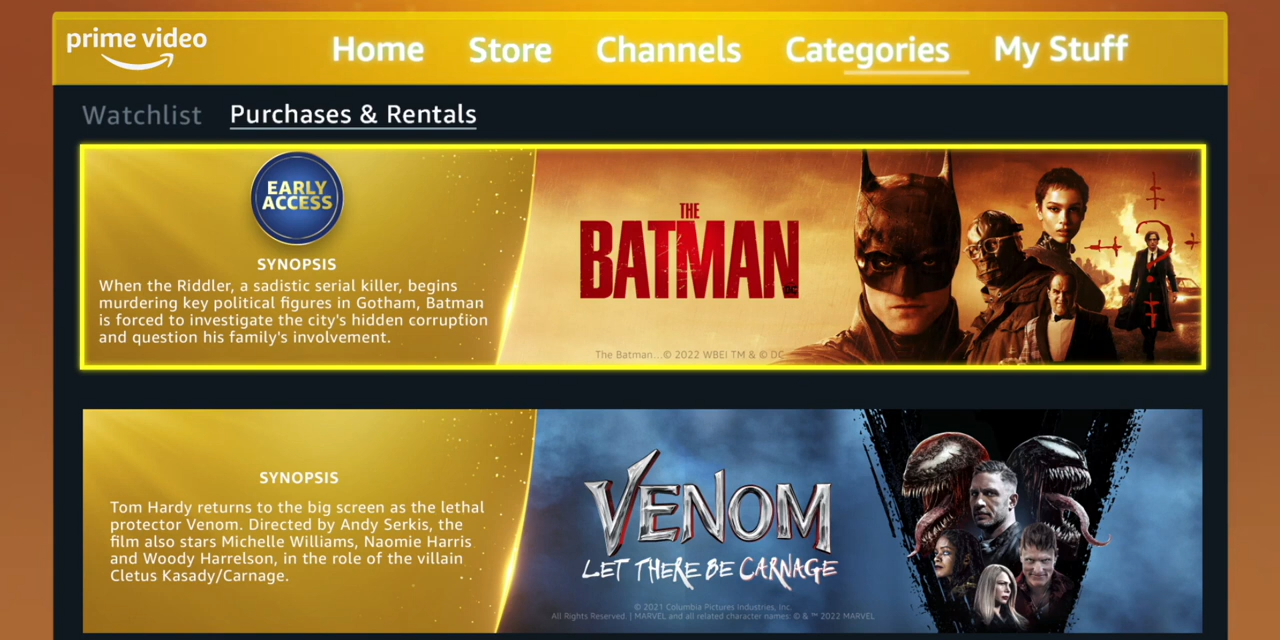 prime video
Home Store Channels Categories My Stuff
Watchlist Purchases & Rentals
EARLY
ACCESS
SYNOPSIS
When the Riddler, a sadistic serial killer, begins
murdering key political figures in Gotham, Batman
is forced to investigate the city's hidden corruption
and question his family's involvement.
THE
BATMAN
DC
The Batman...© 2022 WBEI TM & © DC
SYNOPSIS
Tom Hardy returns to the big screen as the lethal
protector Venom. Directed by Andy Serkis, the
film also stars Michelle Williams, Naomie Harris
and Woody Harrelson, in the role of the villain
Cletus Kasady/Carnage.
VENOM
LET THERE BE CARNAGE
© 2021 Columbia Pictures Industries, Inc.
All Rights Reserved. | MARVEL and all related character names: © & ™ 2022 MARVEL